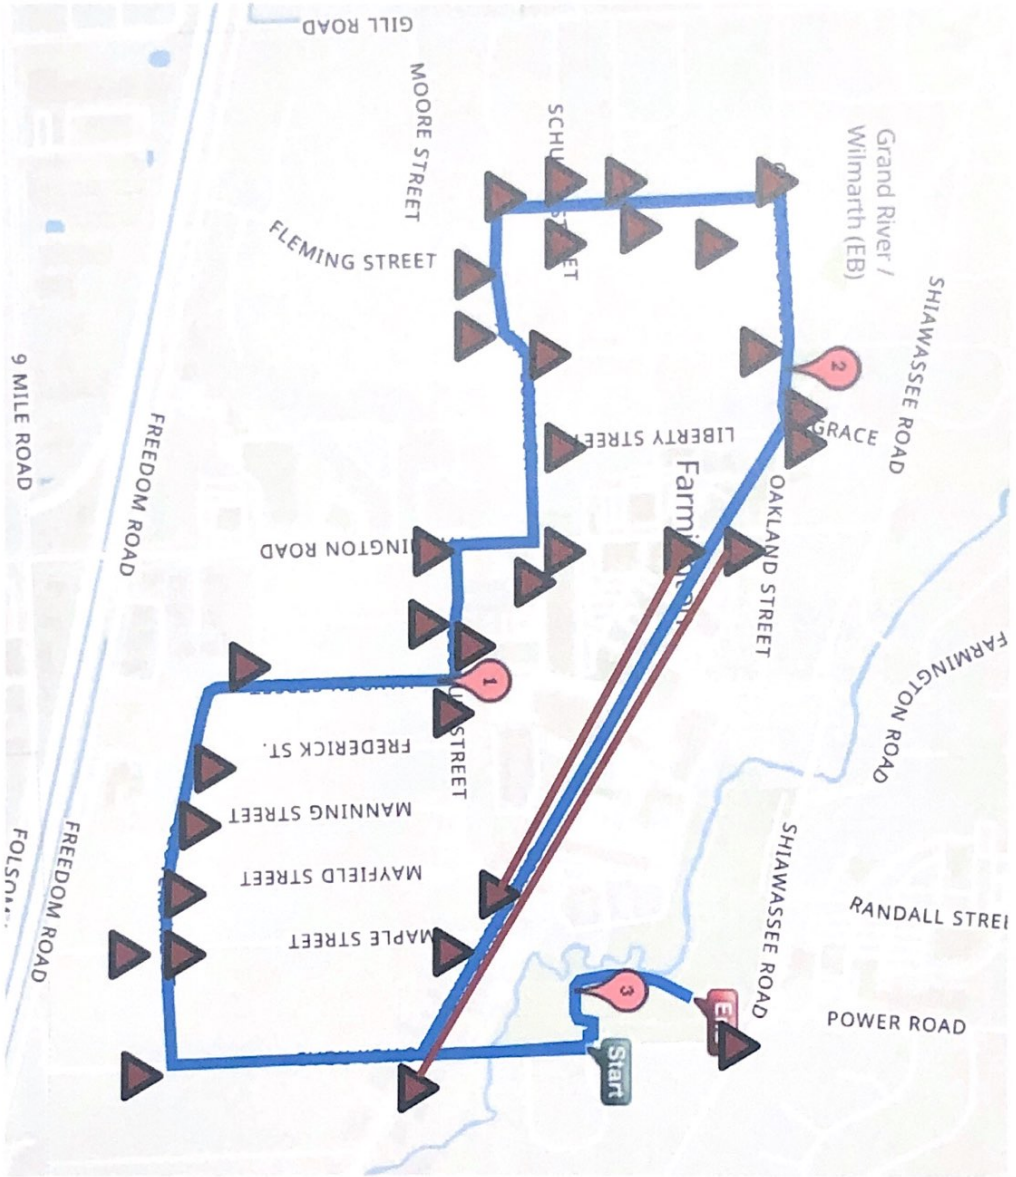 GILL ROAD
MOORE STREET
Grand River /
Wilmarth (EB)
FLEMING STREET
SHIAWASSEE ROAD
9 MILE ROAD
FREEDOM ROAD
2
LIBERTY STREET
GRACE
OAKLAND STREET
FARMINGTON ROAD
1
STREET
FREDERICK ST.
MANNING STREET
MAYFIELD STREET
MAPLE STREET
FREEDOM ROAD
SHIAWASSEE ROAD
POWER ROAD
3
Start